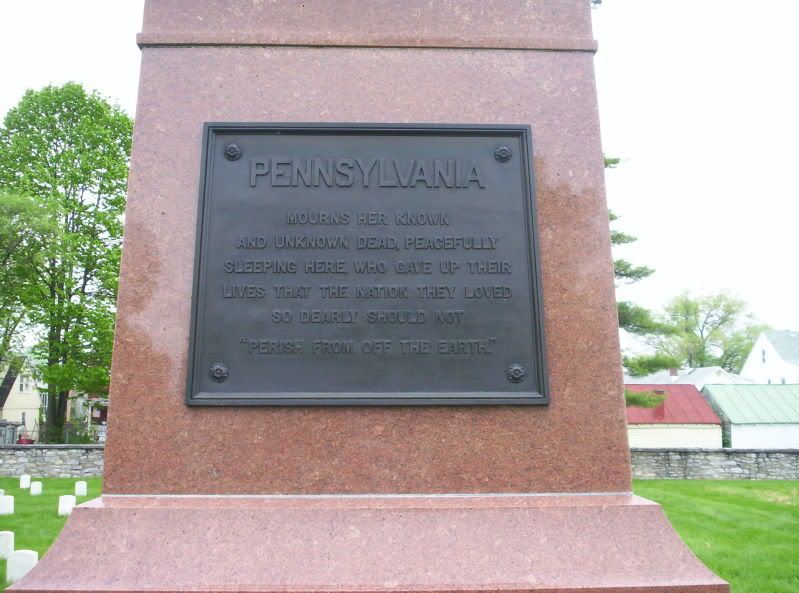 PENNSYLVANIA
MOURNS HER KNOWN
AND UNKNOWN DEAD, PEACEFULLY
SLEEPING HERE, WHO GAVE UP THEIR
LIVES THAT THE NATION THEY LOVED
SO DEARLY SHOULD NOT
"PERISH FROM OFF THE EARTH."